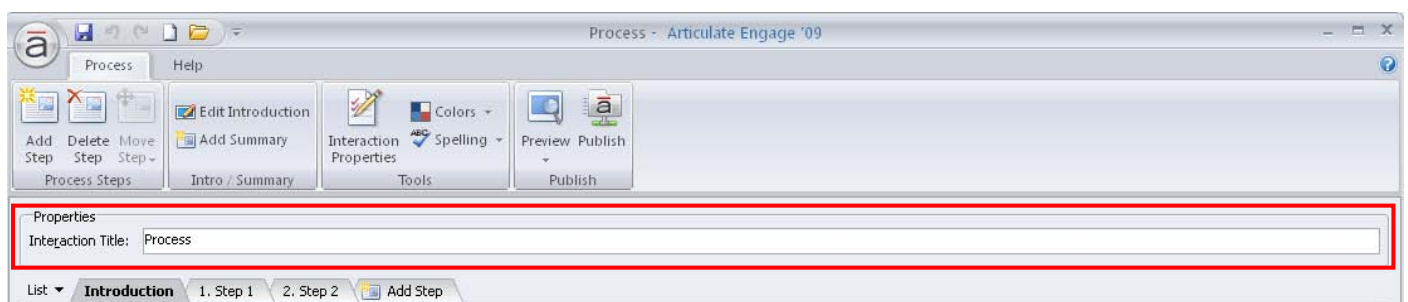 Process - Articulate Engage '09
ā
Process Help
Add Step Delete Step Move Step Edit Introduction Add Summary Interaction Properties Colors ABC Spelling Preview ā Publish
Process Steps Intro / Summary Tools Publish
Properties
Interaction Title: Process
List Introduction 1. Step 1 2. Step 2 Add Step